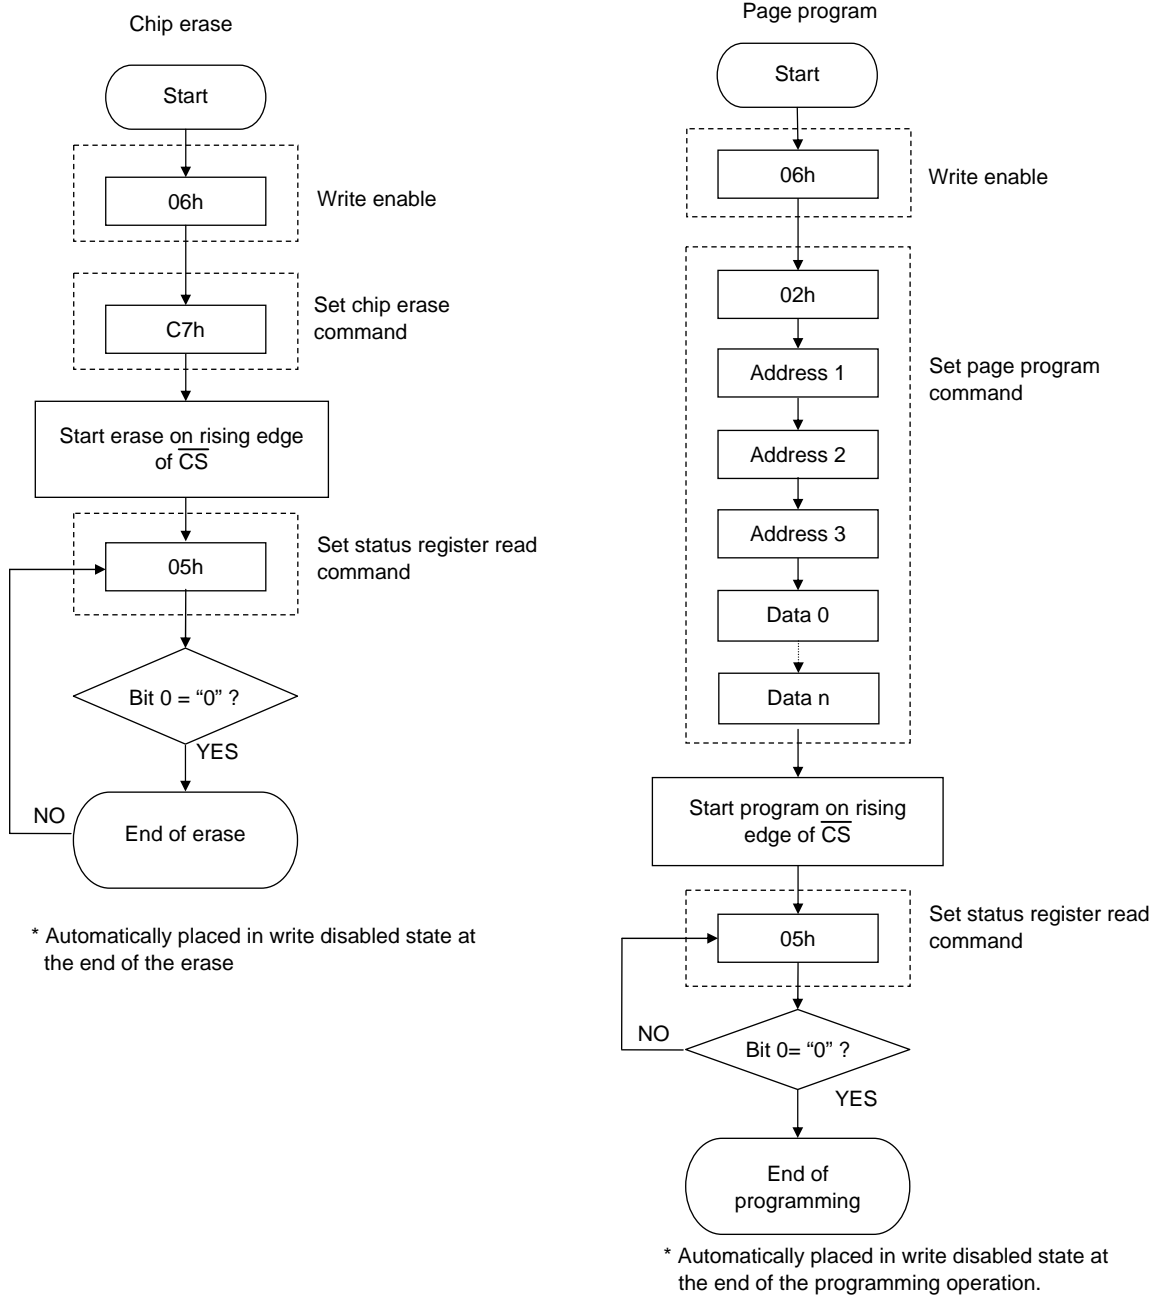 Chip erase
Start
06h
Write enable
C7h
Set chip erase
command
Start erase on rising edge
of C̅S̅
05h
Set status register read
command
Bit 0 = “0” ?
YES
NO
End of erase
* Automatically placed in write disabled state at
the end of the erase
Page program
Start
06h
Write enable
02h
Address 1
Set page program
command
Address 2
Address 3
Data 0
Data n
Start program on rising
edge of C̅S̅
05h
Set status register read
command
NO
Bit 0= “0” ?
YES
End of
programming
* Automatically placed in write disabled state at
the end of the programming operation.